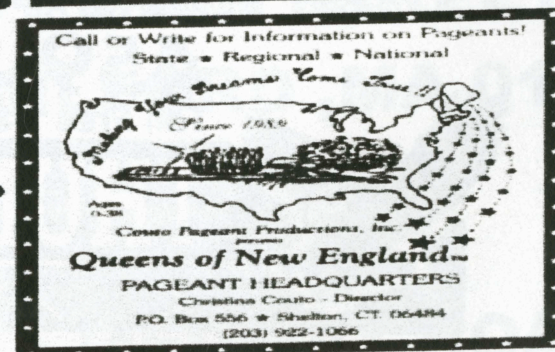 Call or Write for Information on Pageants!
State ★ Regional ★ National
Making Your Dreams Come True!!
Since 1989
Ages
Couto Pageant Productions, Inc.
presents
Queens of New England™
PAGEANT HEADQUARTERS
Christina Couto - Director
P.O. Box 556 ★ Shelton, CT. 06484
(203) 922-1066